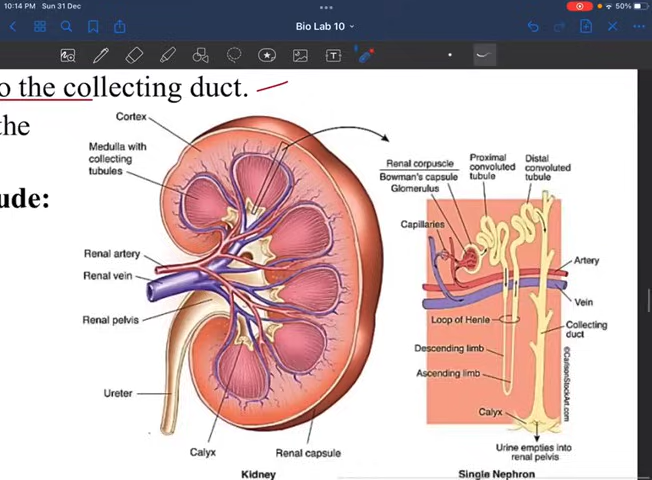 10:14 PM Sun 31 Dec
50%
Bio Lab 10
T
o the collecting duct.
the
ude:
Cortex
Medulla with
collecting
tubules
Renal artery
Renal vein
Renal pelvis
Ureter
Calyx
Renal capsule
Kidney
Renal corpuscle
Bowman's capsule
Glomerulus
Proximal
convoluted
tubule
Distal
convoluted
tubule
Capillaries
Artery
Vein
Loop of Henle
Collecting
duct
Descending limb
Ascending limb
Calyx
©CarlsonStockArt.com
Urine empties into
renal pelvis
Single Nephron